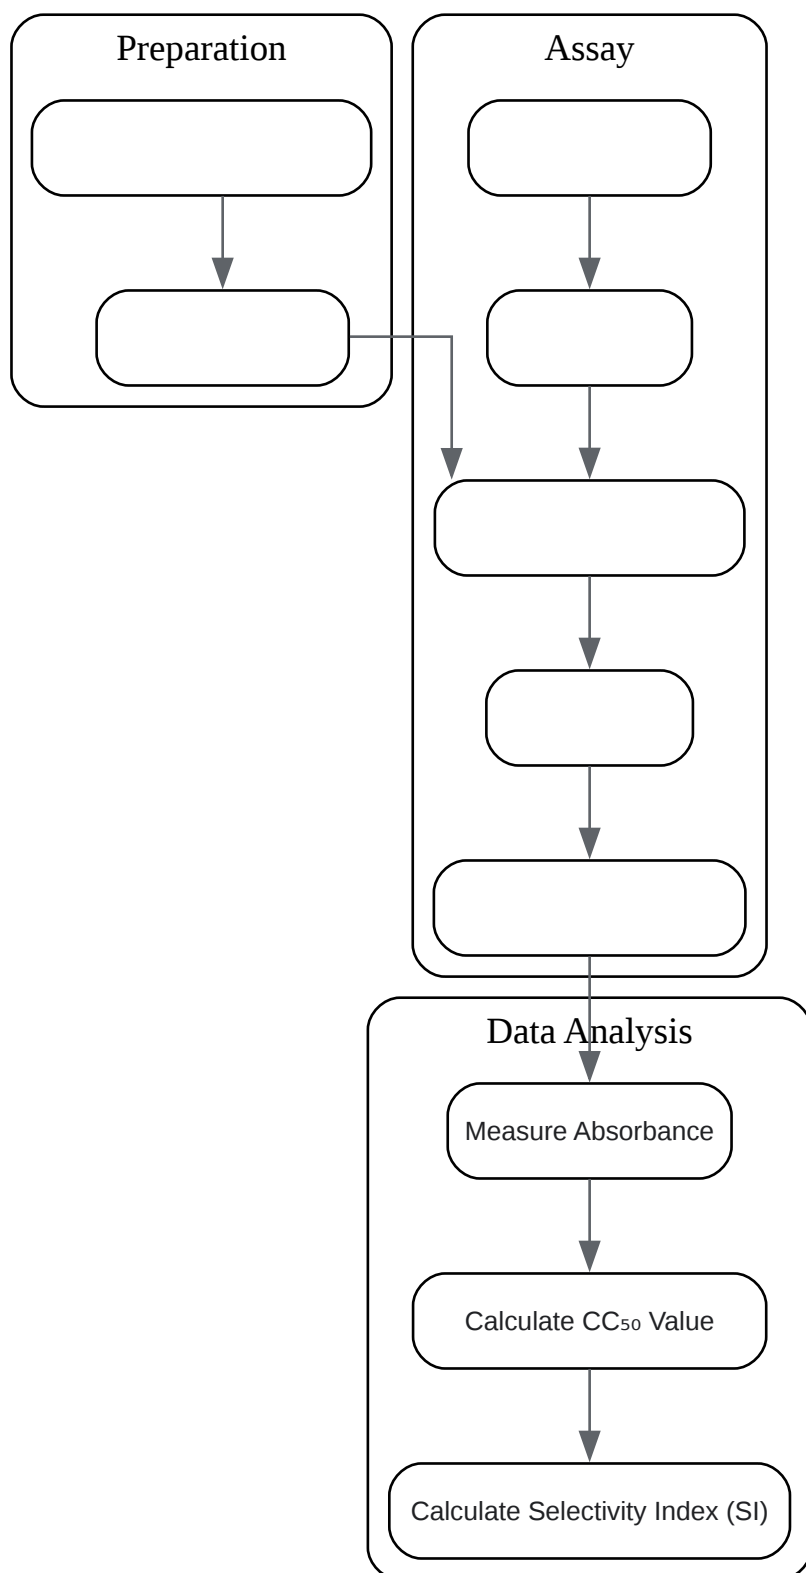 Preparation
Assay
Data Analysis
Measure Absorbance
Calculate CC₅₀ Value
Calculate Selectivity Index (SI)